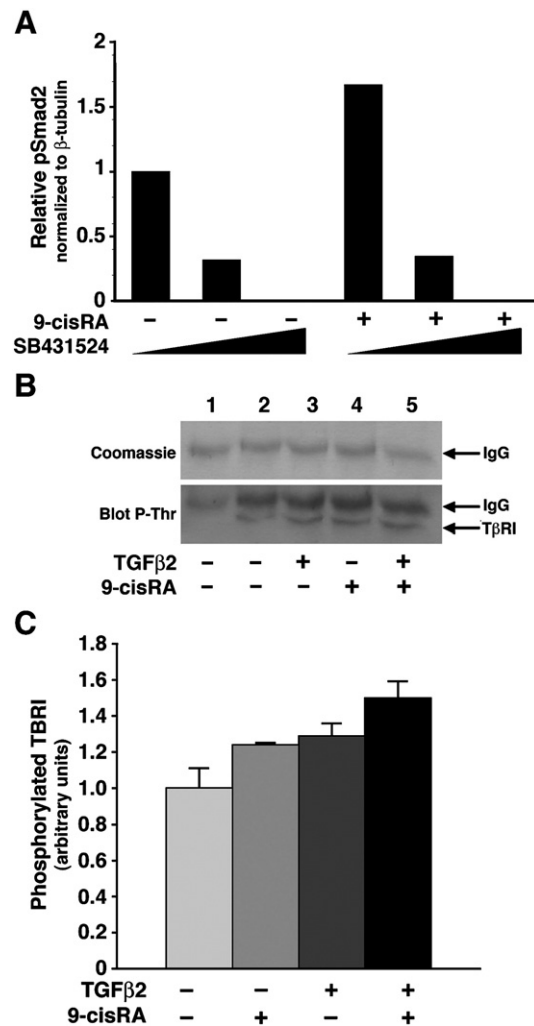 A
Relative pSmad2
normalized to β-tubulin
2
1.5
1
0.5
0
9-cisRA − − − + + +
SB431524
B
1 2 3 4 5
Coomassie IgG
Blot P-Thr IgG
TβRI
TGFβ2 − − + − +
9-cisRA − − − + +
C
Phosphorylated TBRI
(arbitrary units)
1.8
1.6
1.4
1.2
1.0
0.8
0.6
0.4
0.2
0
TGFβ2 − − + +
9-cisRA − + − +